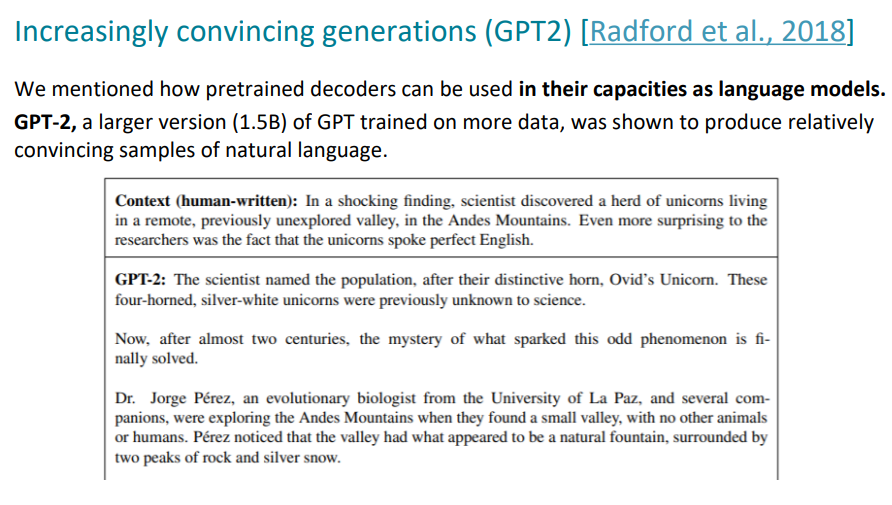 Increasingly convincing generations (GPT2) [Radford et al., 2018]
We mentioned how pretrained decoders can be used in their capacities as language models.
GPT-2, a larger version (1.5B) of GPT trained on more data, was shown to produce relatively
convincing samples of natural language.
Context (human-written): In a shocking finding, scientist discovered a herd of unicorns living
in a remote, previously unexplored valley, in the Andes Mountains. Even more surprising to the
researchers was the fact that the unicorns spoke perfect English.
GPT-2: The scientist named the population, after their distinctive horn, Ovid's Unicorn. These
four-horned, silver-white unicorns were previously unknown to science.
Now, after almost two centuries, the mystery of what sparked this odd phenomenon is fi-
nally solved.
Dr. Jorge Pérez, an evolutionary biologist from the University of La Paz, and several com-
panions, were exploring the Andes Mountains when they found a small valley, with no other animals
or humans. Pérez noticed that the valley had what appeared to be a natural fountain, surrounded by
two peaks of rock and silver snow.